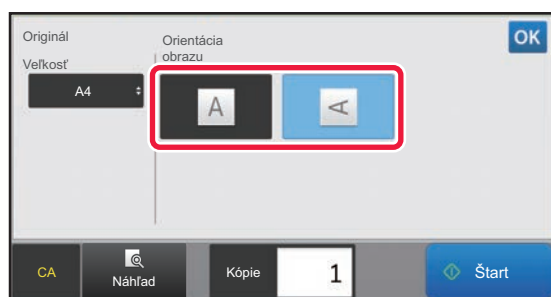 Originál
Veľkosť
A4
Orientácia
obrazu
OK
A
A
CA
Náhľad
Kópie
1
Štart